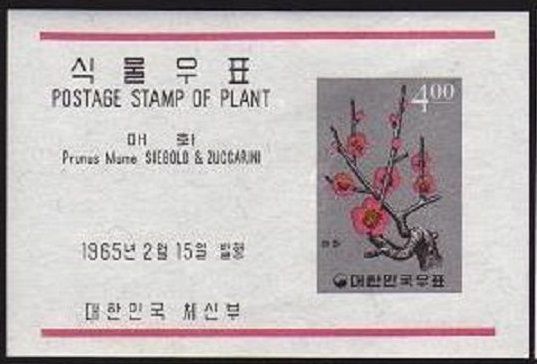 식물우표
POSTAGE STAMP OF PLANT
매화
Prunus Mume SIEBOLD & ZUCCARINI
1965년 2월 15일 발행
대한민국 체신부
4.00
매화
대한민국우표